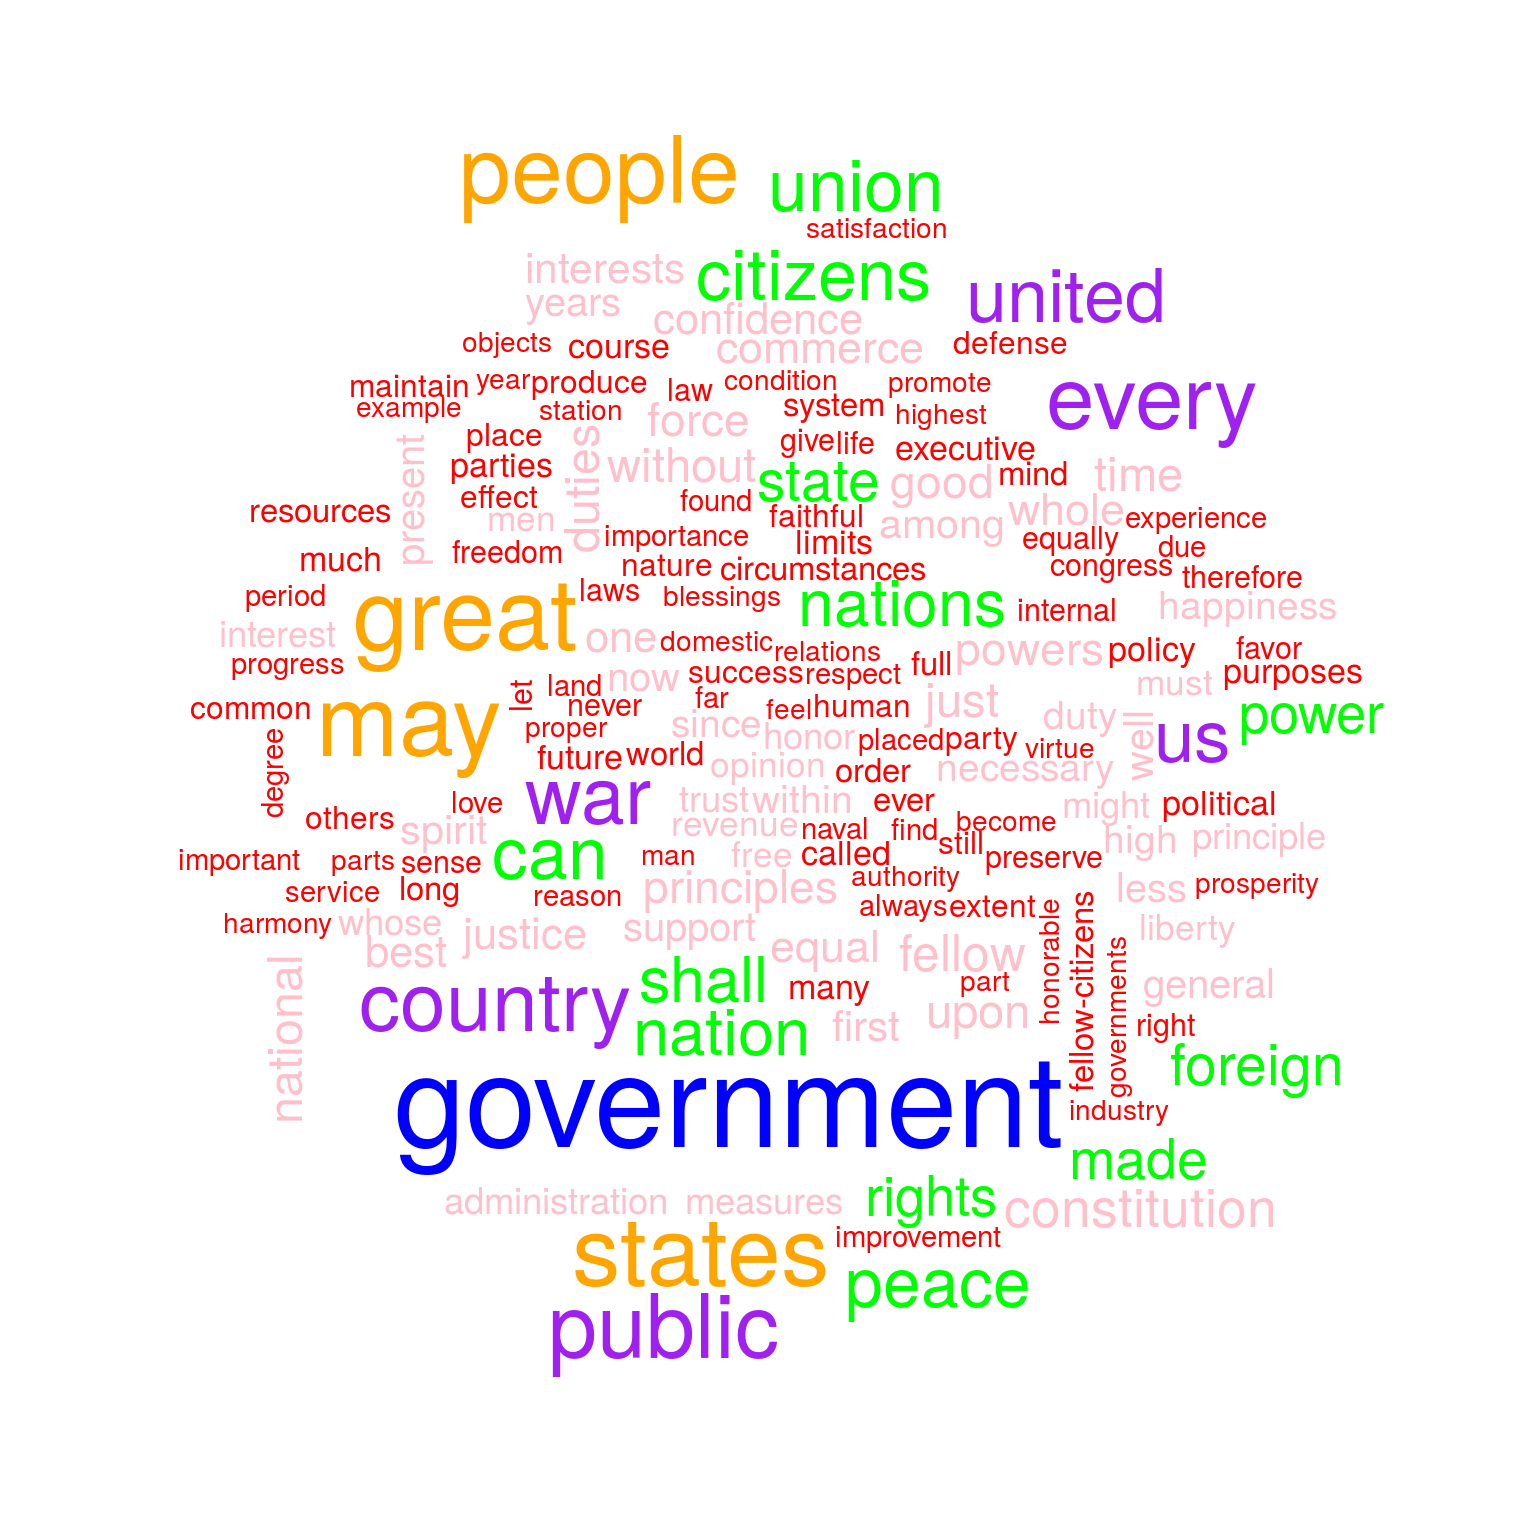 people
union
satisfaction
interests
citizens
united
years
confidence
objects
course
commerce
defense
maintain
year
produce
law
condition
promote
every
example
station
force
system
highest
place
give
life
executive
present
duties
parties
without
state
good
mind
time
resources
effect
men
found
faithful
among
whole
experience
much
freedom
importance
limits
equally
due
nature
circumstances
congress
therefore
period
great
laws
blessings
nations
internal
happiness
interest
one
domestic
relations
powers
policy
favor
progress
now
success
respect
full
must
purposes
common
may
let
land
never
far
feel
human
just
duty
well
us
power
proper
since
honor
placed
party
virtue
degree
future
world
opinion
order
necessary
others
love
war
trust
within
ever
might
political
spirit
can
revenue
naval
find
become
high
principle
important
parts
sense
man
free
called
still
preserve
service
long
reason
principles
authority
less
prosperity
harmony
whose
justice
support
always
extent
honorable
fellow-citizens
governments
liberty
national
best
equal
fellow
country
shall
many
part
general
nation
first
upon
right
government
foreign
industry
made
administration
measures
rights
constitution
states
improvement
peace
public